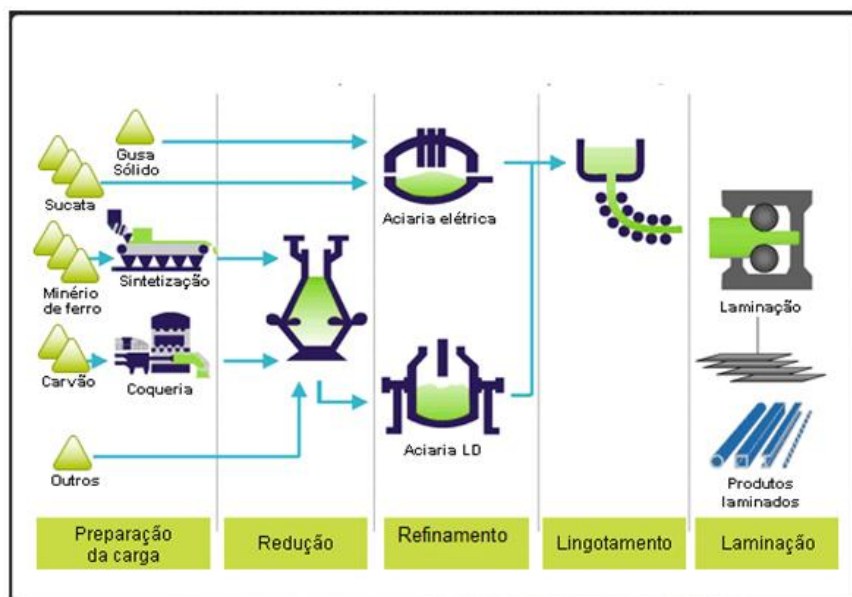 Gusa
Sólido
Sucata
Aciaria elétrica
Minério
de ferro
Sintetização
Laminação
Carvão
Coqueria
Aciaria LD
Outros
Produtos
laminados
Preparação
da carga
Redução
Refinamento
Lingotamento
Laminação